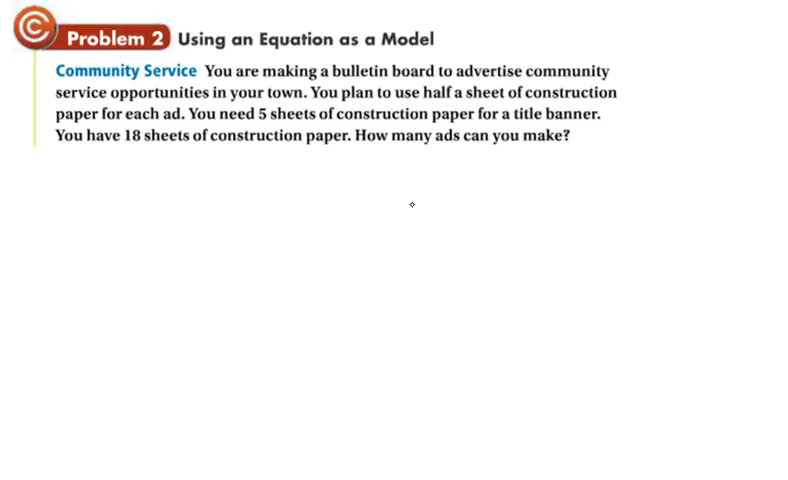 © Problem 2 Using an Equation as a Model
Community Service You are making a bulletin board to advertise community
service opportunities in your town. You plan to use half a sheet of construction
paper for each ad. You need 5 sheets of construction paper for a title banner.
You have 18 sheets of construction paper. How many ads can you make?